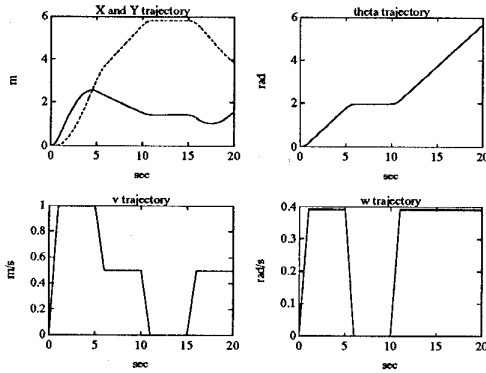 X and Y trajectory
6
4
2
0
m
0 5 10 15 20
sec
theta trajectory
6
4
2
0
rad
0 5 10 15 20
sec
v trajectory
1
0.8
0.6
0.4
0.2
0
m/s
0 5 10 15 20
sec
w trajectory
0.4
0.3
0.2
0.1
0
rad/s
0 5 10 15 20
sec